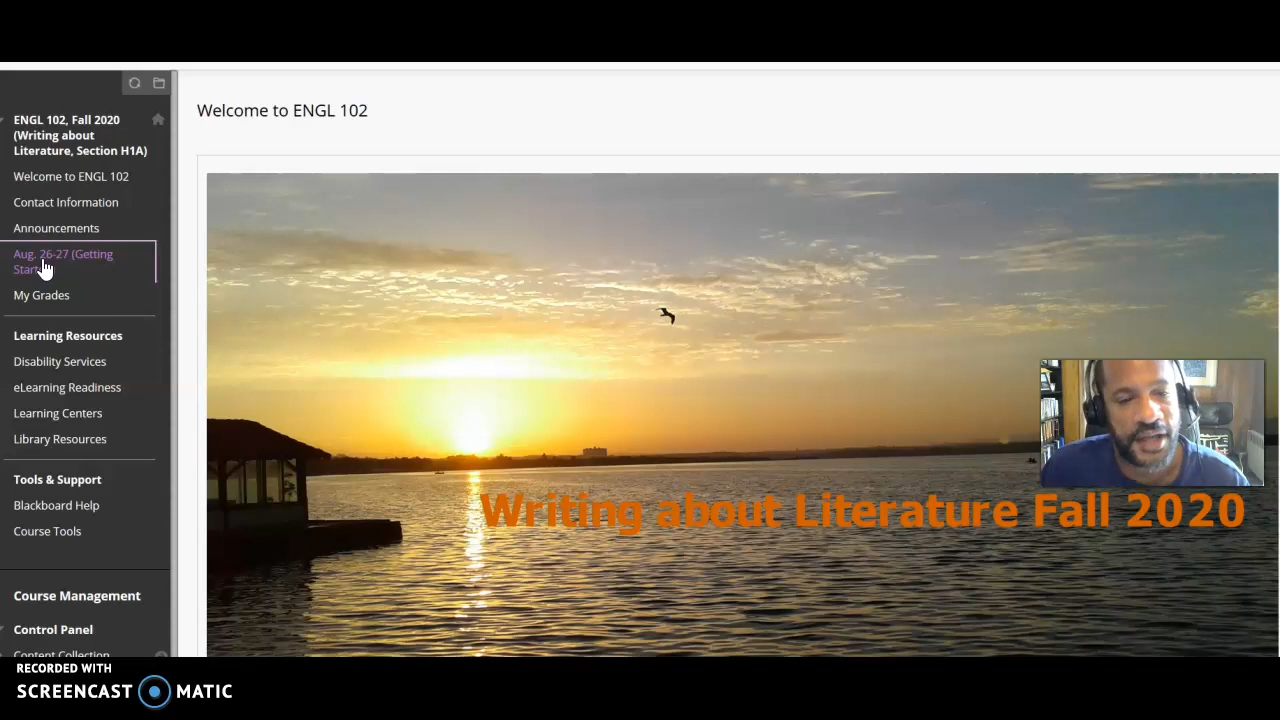 ENGL 102, Fall 2020
(Writing about
Literature, Section H1A)
Welcome to ENGL 102
Contact Information
Announcements
Aug. 26-27 (Getting
My Grades
Learning Resources
Disability Services
eLearning Readiness
Learning Centers
Library Resources
Tools & Support
Blackboard Help
Course Tools
Course Management
Control Panel
Content Collection
Welcome to ENGL 102
Writing about Literature Fall 2020
RECORDED WITH
SCREENCAST MATIC